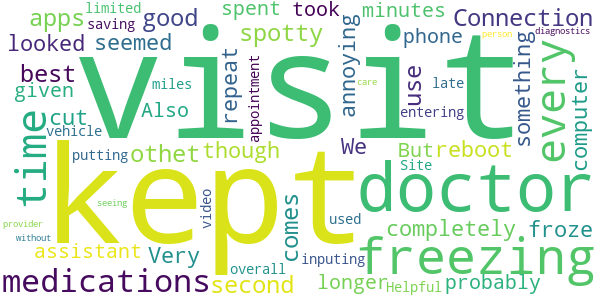 limited
saving
apps
good
spent
took
minutes
Connection
looked
seemed
spotty
phone
best
given
cut
vehicle
miles
Also
visit
repeat
appointment
annoying
use
late
entering
person
diagnostics
something
every
computer
care
time
putting
othet
though
We
But
reboot
Site
kept
doctor
provider
seeing
without
assistant
Very
video
comes
used
completely
froze
overall
inputing
freezing
medications
second
longer
Helpful
probably